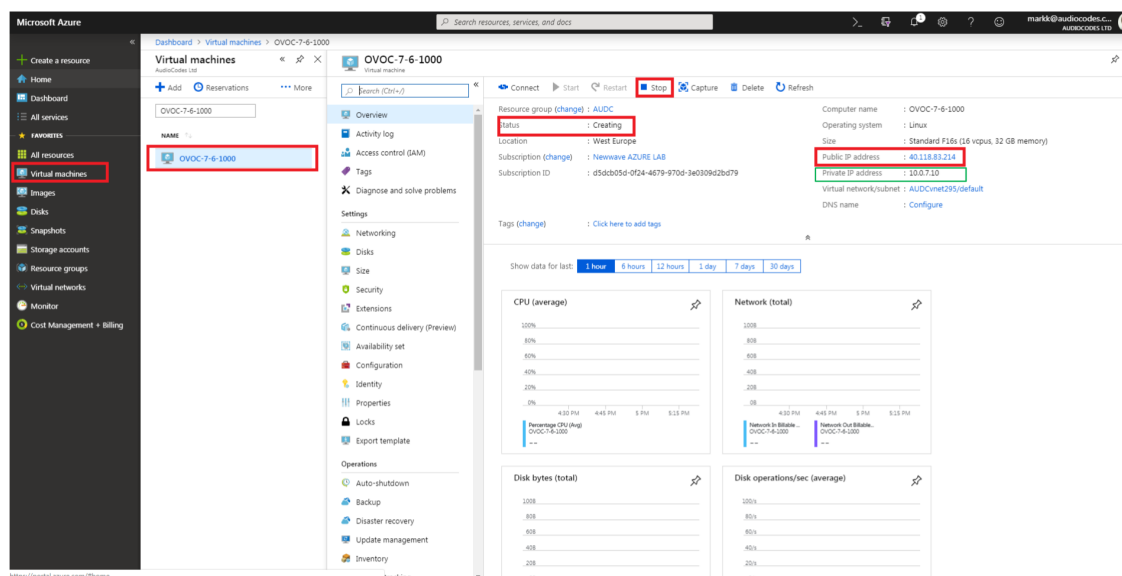 Microsoft Azure
Search resources, services, and docs
1
markk@audiocodes.c...
AUDIOCODES LTD
«
Create a resource
Home
Dashboard
All services
FAVORITES
All resources
Virtual machines
Images
Disks
Snapshots
Storage accounts
Resource groups
Virtual networks
Monitor
Cost Management + Billing
Dashboard > Virtual machines > OVOC-7-6-1000
Virtual machines
AudioCodes Ltd
Add Reservations ••• More
OVOC-7-6-1000
NAME
OVOC-7-6-1000
OVOC-7-6-1000
Virtual machine
Search (Ctrl+/)
Overview
Activity log
Access control (IAM)
Tags
Diagnose and solve problems
Settings
Networking
Disks
Size
Security
Extensions
Continuous delivery (Preview)
Availability set
Configuration
Identity
Properties
Locks
Export template
Operations
Auto-shutdown
Backup
Disaster recovery
Update management
Inventory
Connect Start Restart Stop Capture Delete Refresh
Resource group (change) : AUDC
Status : Creating
Location : West Europe
Subscription (change) : Newwave AZURE LAB
Subscription ID : d5dcb05d-0f24-4679-970d-3e0309d2bd79
Tags (change) : Click here to add tags
Computer name : OVOC-7-6-1000
Operating system : Linux
Size : Standard F16s (16 vcpus, 32 GB memory)
Public IP address : 40.118.83.214
Private IP address : 10.0.7.10
Virtual network/subnet : AUDCvnet295/default
DNS name : Configure
Show data for last: 1 hour 6 hours 12 hours 1 day 7 days 30 days
CPU (average)
100%
80%
60%
40%
20%
0%
4:30 PM 4:45 PM 5 PM 5:15 PM
Percentage CPU (Avg)
OVOC-7-6-1000
--
Network (total)
100B
80B
60B
40B
20B
0B
4:30 PM 4:45 PM 5 PM 5:15 PM
Network In Billable ...
OVOC-7-6-1000
--
Network Out Billable...
OVOC-7-6-1000
--
Disk bytes (total)
100B
80B
60B
40B
20B
Disk operations/sec (average)
100/s
80/s
60/s
40/s
20/s